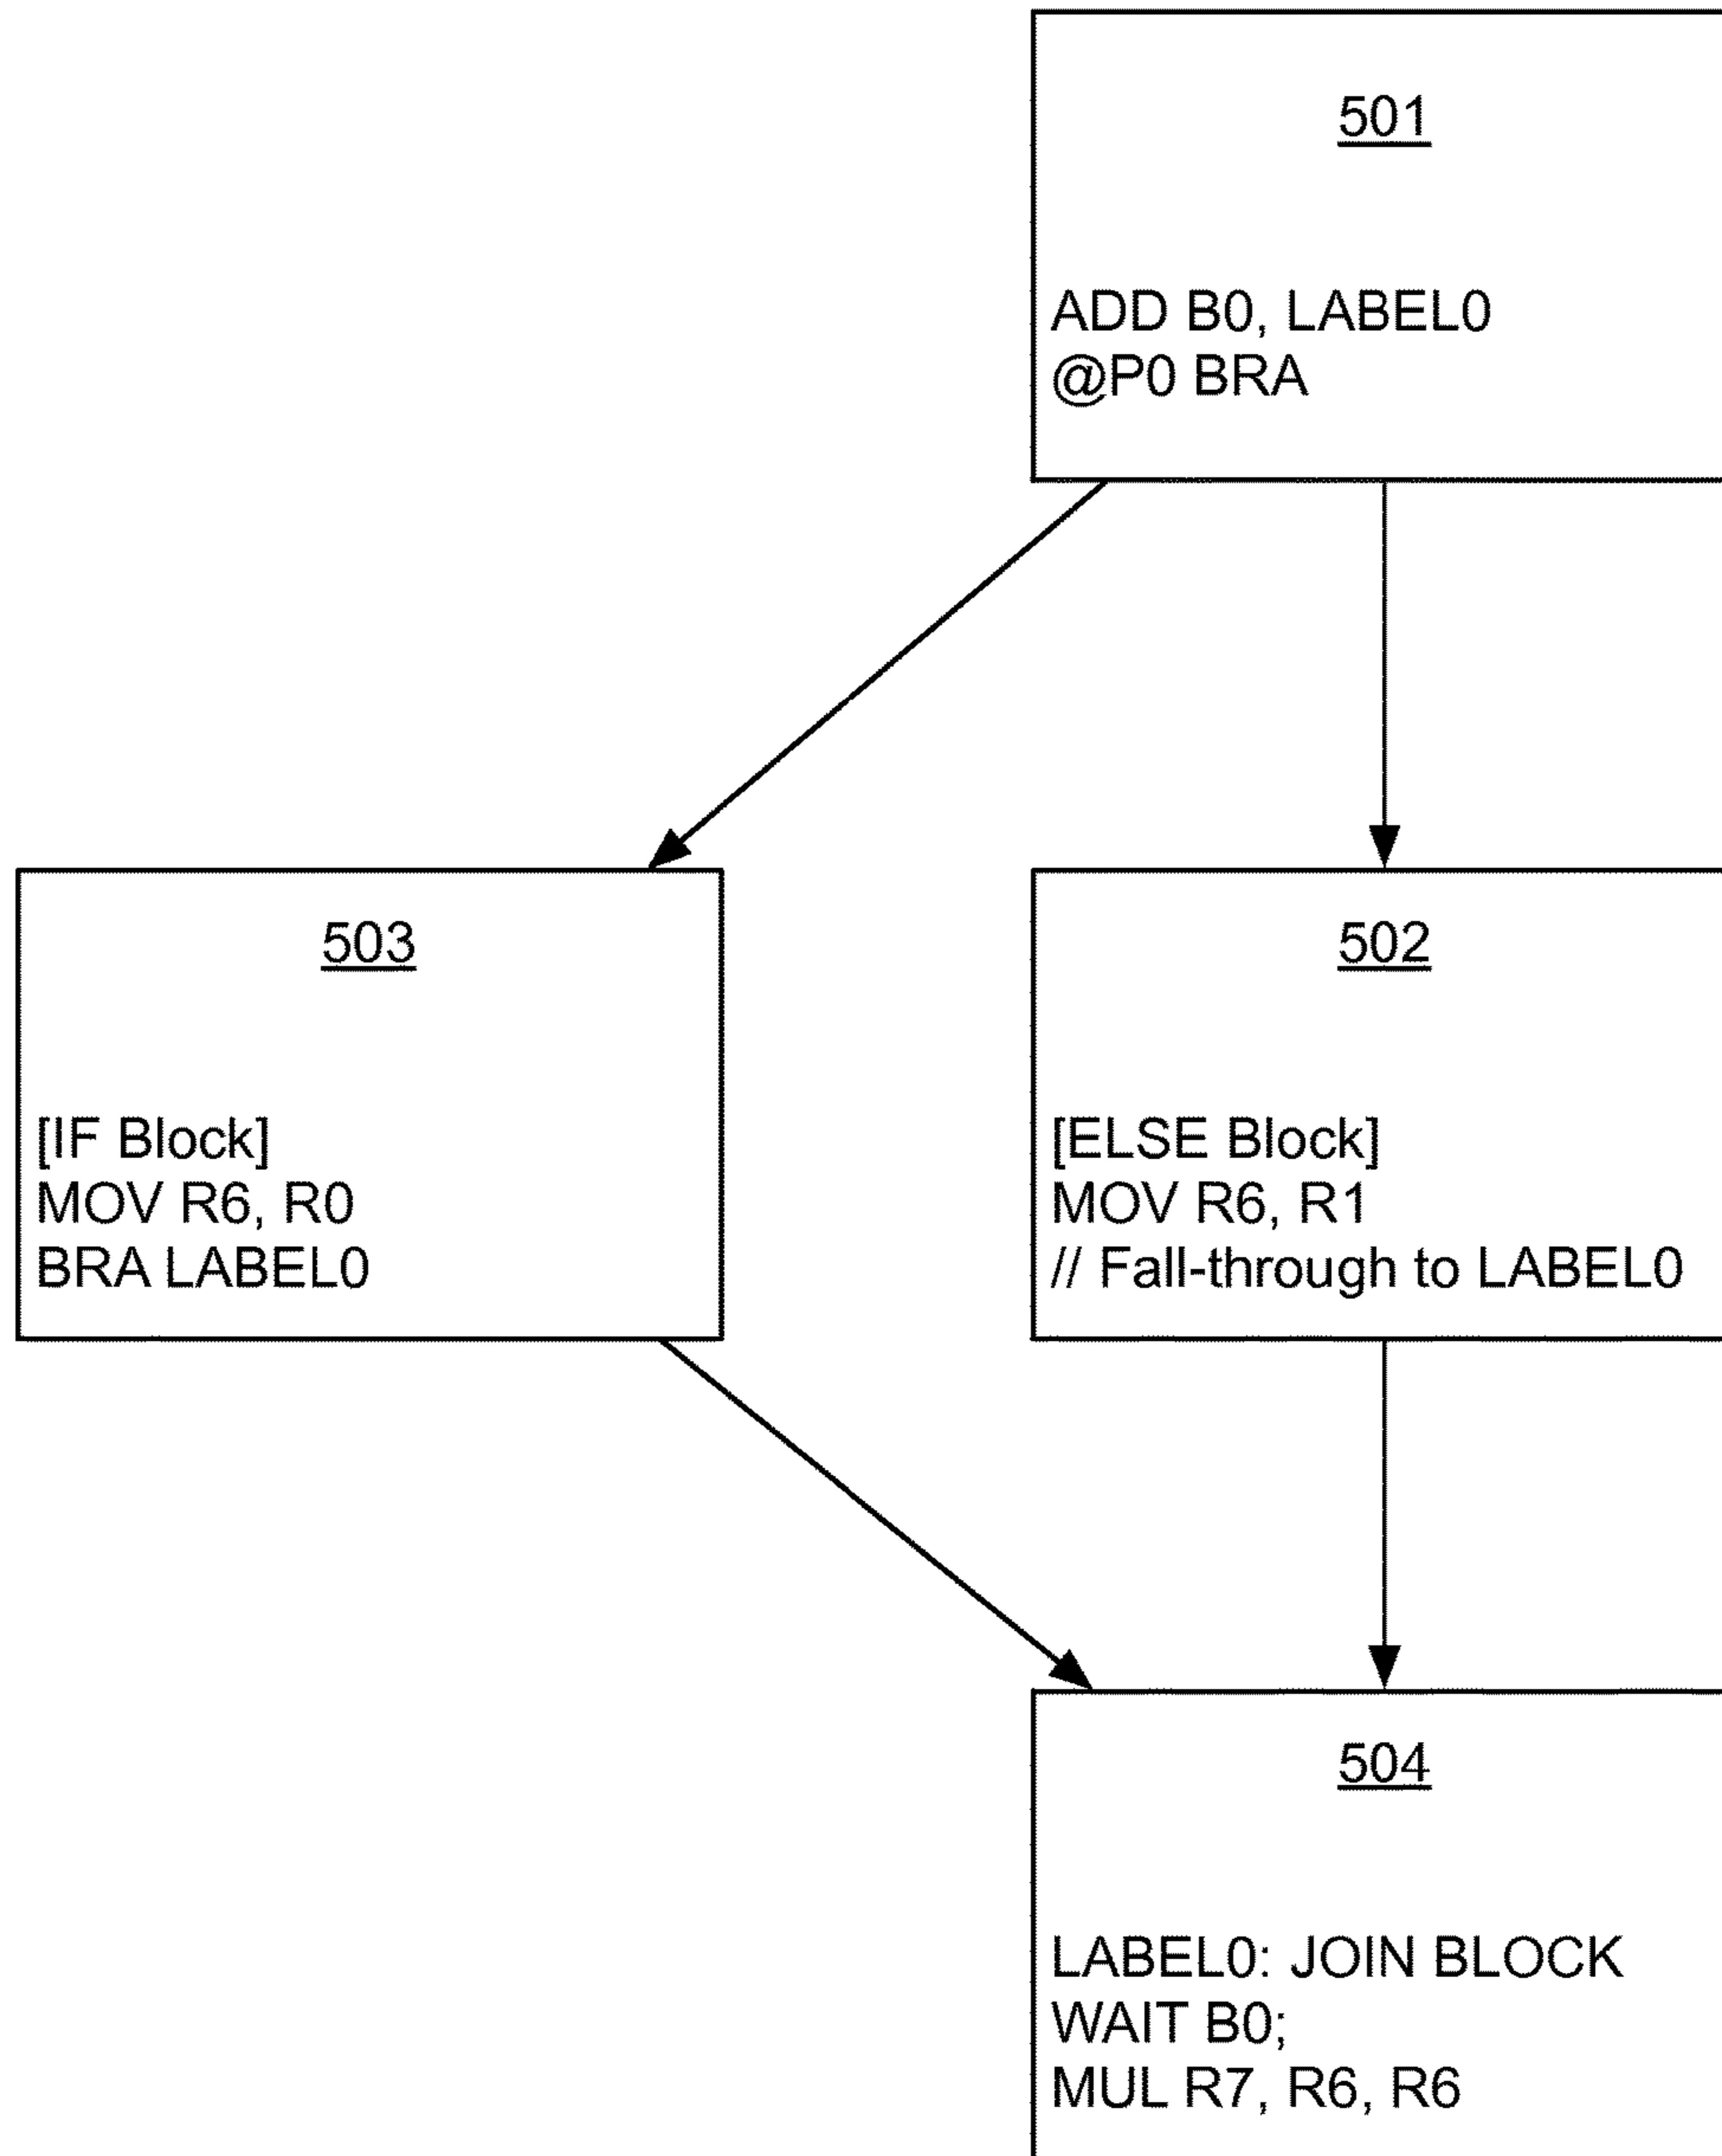 501
ADD B0, LABEL0
@P0 BRA
503
[IF Block]
MOV R6, R0
BRA LABEL0
502
[ELSE Block]
MOV R6, R1
// Fall-through to LABEL0
504
LABEL0: JOIN BLOCK
WAIT B0;
MUL R7, R6, R6